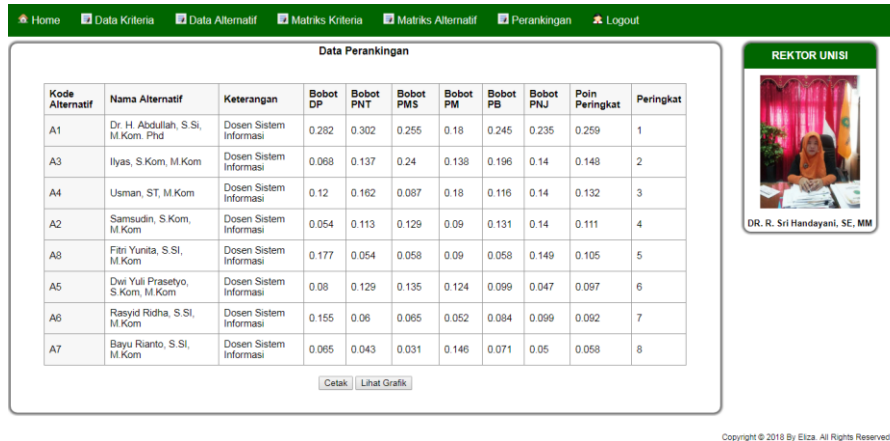 Home Data Kriteria Data Alternatif Matriks Kriteria Matriks Alternatif Perankingan Logout
Data Perankingan
Kode Alternatif Nama Alternatif Keterangan Bobot DP Bobot PNT Bobot PMS Bobot PM Bobot PB Bobot PNJ Poin Peringkat Peringkat
A1 Dr. H. Abdullah, S.Si, M.Kom. Phd Dosen Sistem Informasi 0.282 0.302 0.255 0.18 0.245 0.235 0.259 1
A3 Ilyas, S.Kom, M.Kom Dosen Sistem Informasi 0.068 0.137 0.24 0.138 0.196 0.14 0.148 2
A4 Usman, ST, M.Kom Dosen Sistem Informasi 0.12 0.162 0.087 0.18 0.116 0.14 0.132 3
A2 Samsudin, S.Kom, M.Kom Dosen Sistem Informasi 0.054 0.113 0.129 0.09 0.131 0.14 0.111 4
A8 Fitri Yunita, S.SI, M.Kom Dosen Sistem Informasi 0.177 0.054 0.058 0.09 0.058 0.149 0.105 5
A5 Dwi Yuli Prasetyo, S.Kom, M.Kom Dosen Sistem Informasi 0.08 0.129 0.135 0.124 0.099 0.047 0.097 6
A6 Rasyid Ridha, S.SI, M.Kom Dosen Sistem Informasi 0.155 0.06 0.065 0.052 0.084 0.099 0.092 7
A7 Bayu Rianto, S.SI, M.Kom Dosen Sistem Informasi 0.065 0.043 0.031 0.146 0.071 0.05 0.058 8
Cetak Lihat Grafik
REKTOR UNISI
DR. R. Sri Handayani, SE, MM
Copyright © 2018 By Eliza. All Rights Reserved